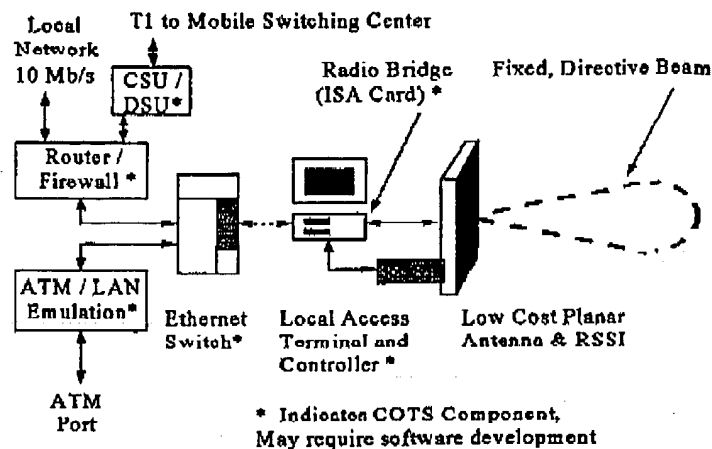 Local
Network
10 Mb/s
T1 to Mobile Switching Center
CSU /
DSU*
Radio Bridge
(ISA Card) *
Fixed, Directive Beam
Router /
Firewall *
ATM / LAN
Emulation*
Ethernet
Switch*
Local Access
Terminal and
Controller *
Low Cost Planar
Antenna & RSSI
ATM
Port
* Indicates COTS Component,
May require software development